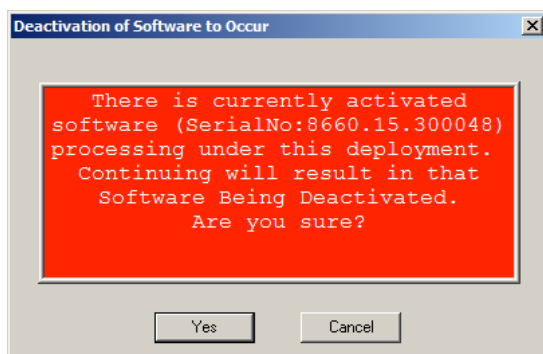 Deactivation of Software to Occur
There is currently activated
software (SerialNo:8660.15.300048)
processing under this deployment.
Continuing will result in that
Software Being Deactivated.
Are you sure?
Yes Cancel